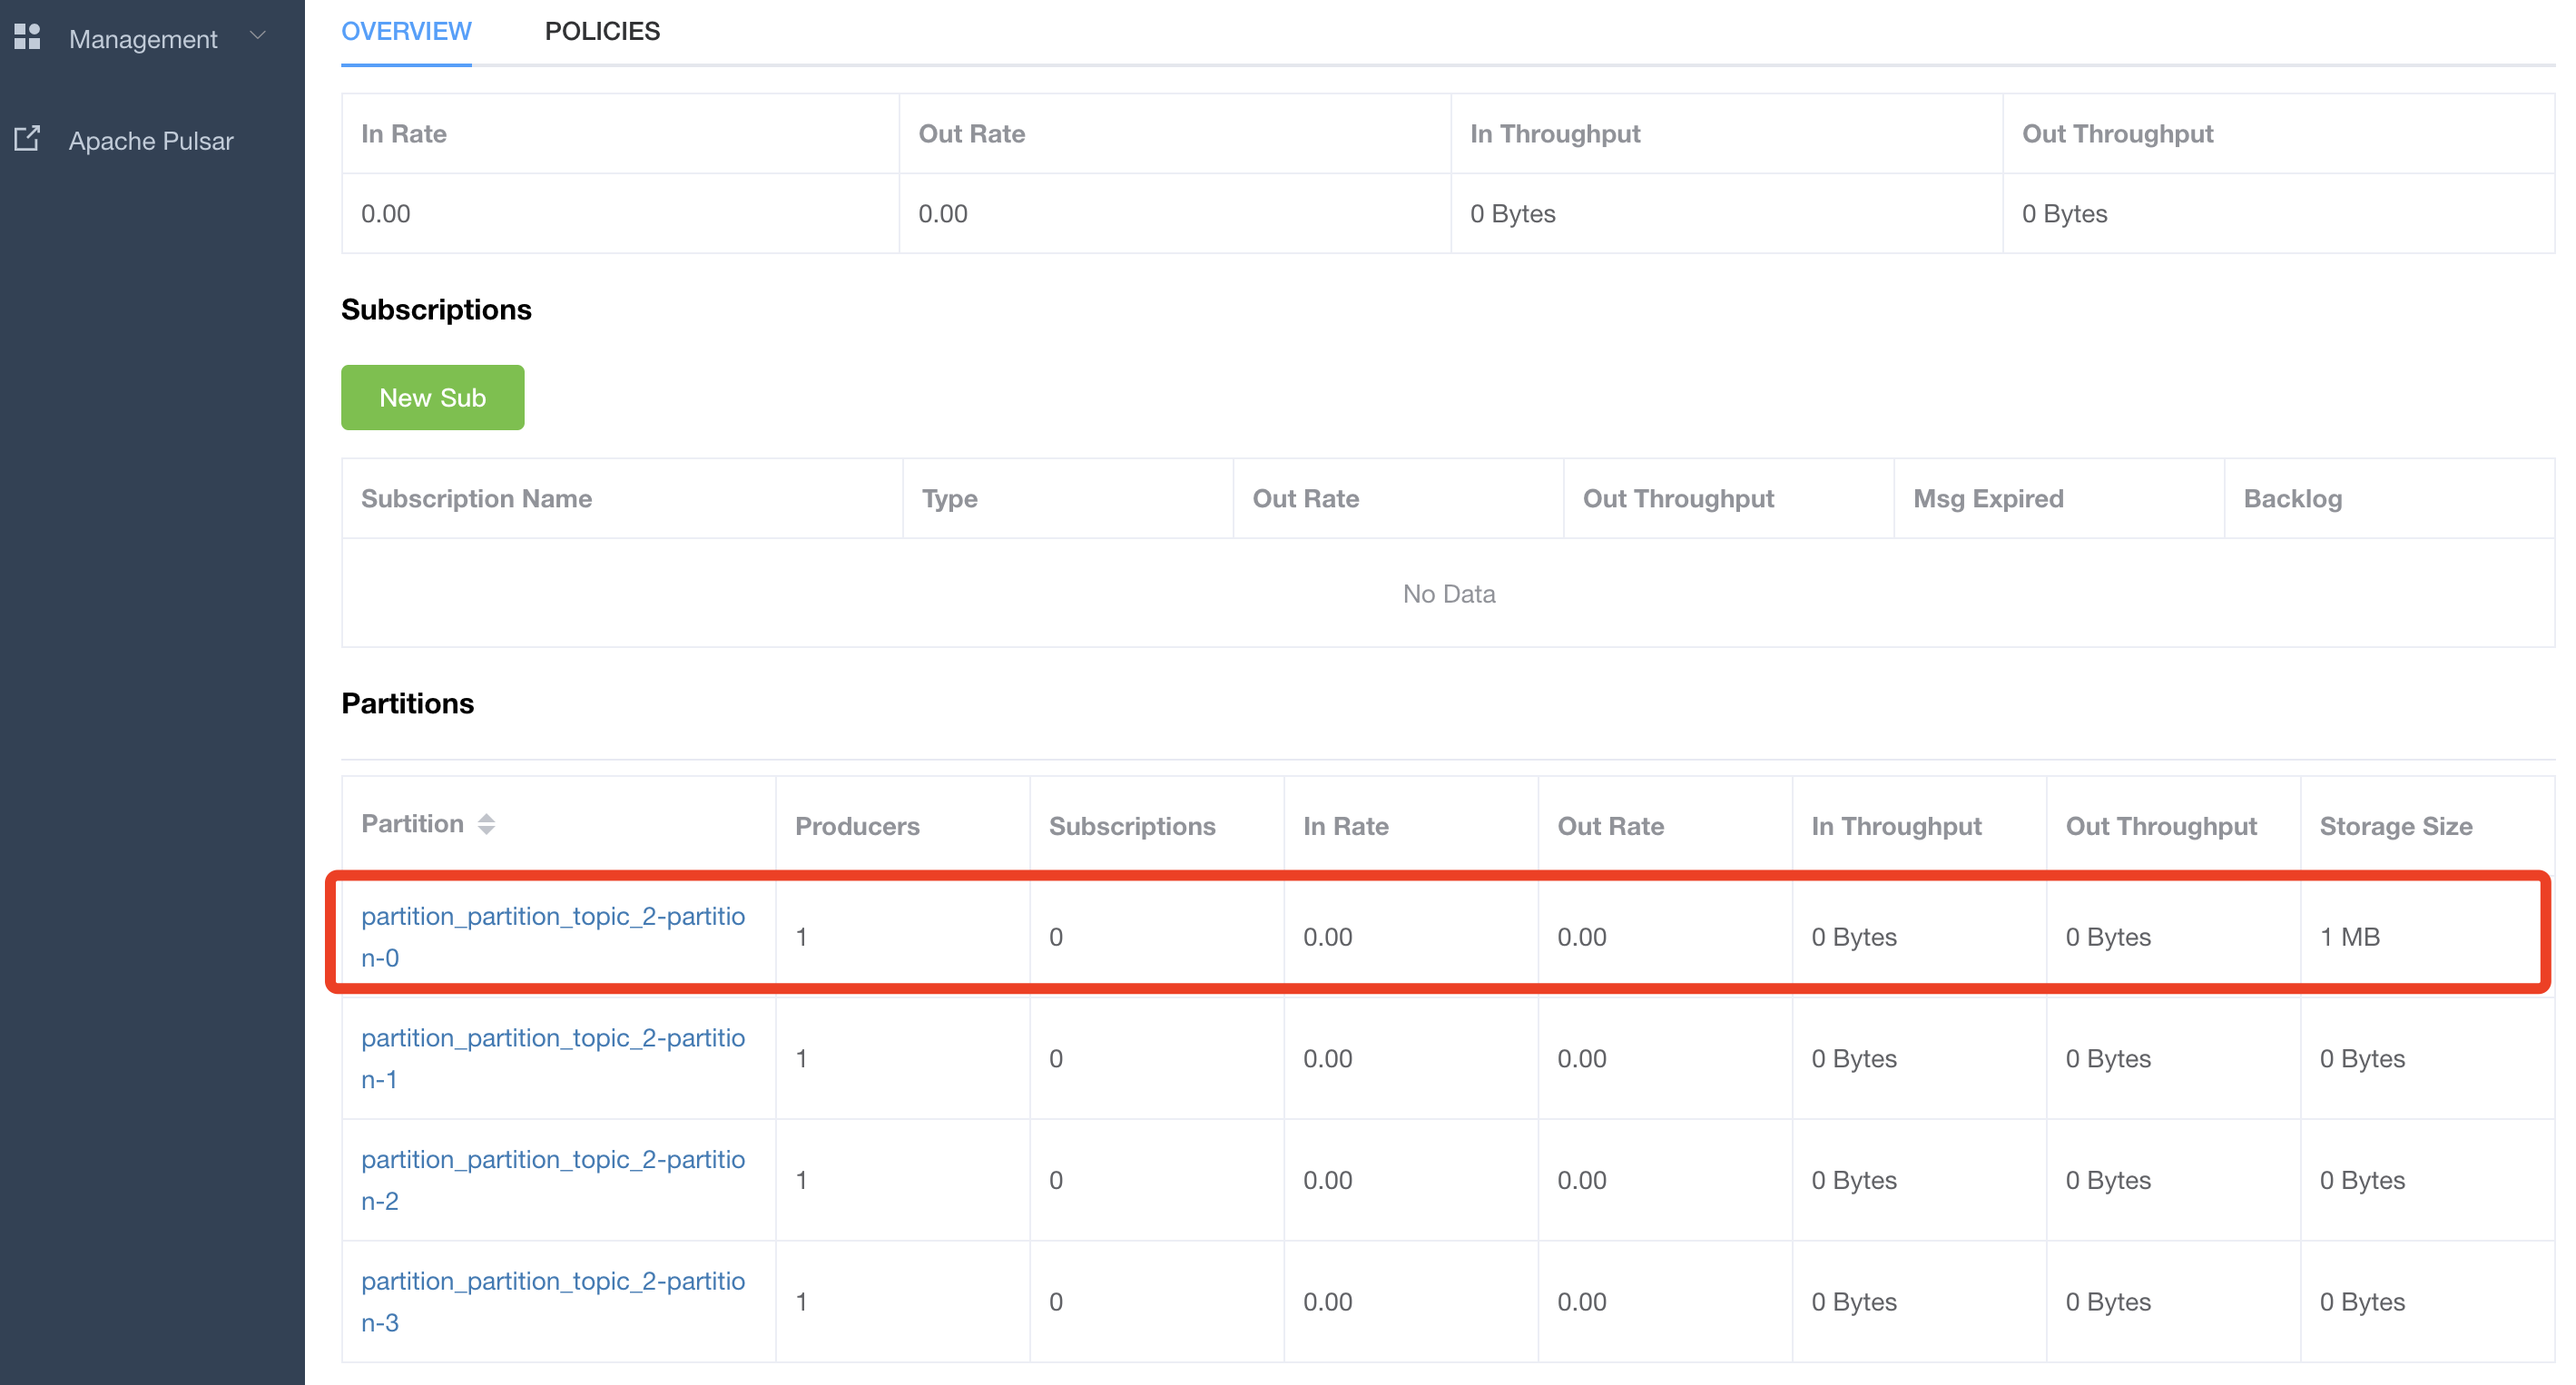 Management
Apache Pulsar
OVERVIEW POLICIES
In Rate Out Rate In Throughput Out Throughput
0.00 0.00 0 Bytes 0 Bytes
Subscriptions
New Sub
Subscription Name Type Out Rate Out Throughput Msg Expired Backlog
No Data
Partitions
Partition Producers Subscriptions In Rate Out Rate In Throughput Out Throughput Storage Size
partition_partition_topic_2-partitio
n-0 1 0 0.00 0.00 0 Bytes 0 Bytes 1 MB
partition_partition_topic_2-partitio
n-1 1 0 0.00 0.00 0 Bytes 0 Bytes 0 Bytes
partition_partition_topic_2-partitio
n-2 1 0 0.00 0.00 0 Bytes 0 Bytes 0 Bytes
partition_partition_topic_2-partitio
n-3 1 0 0.00 0.00 0 Bytes 0 Bytes 0 Bytes